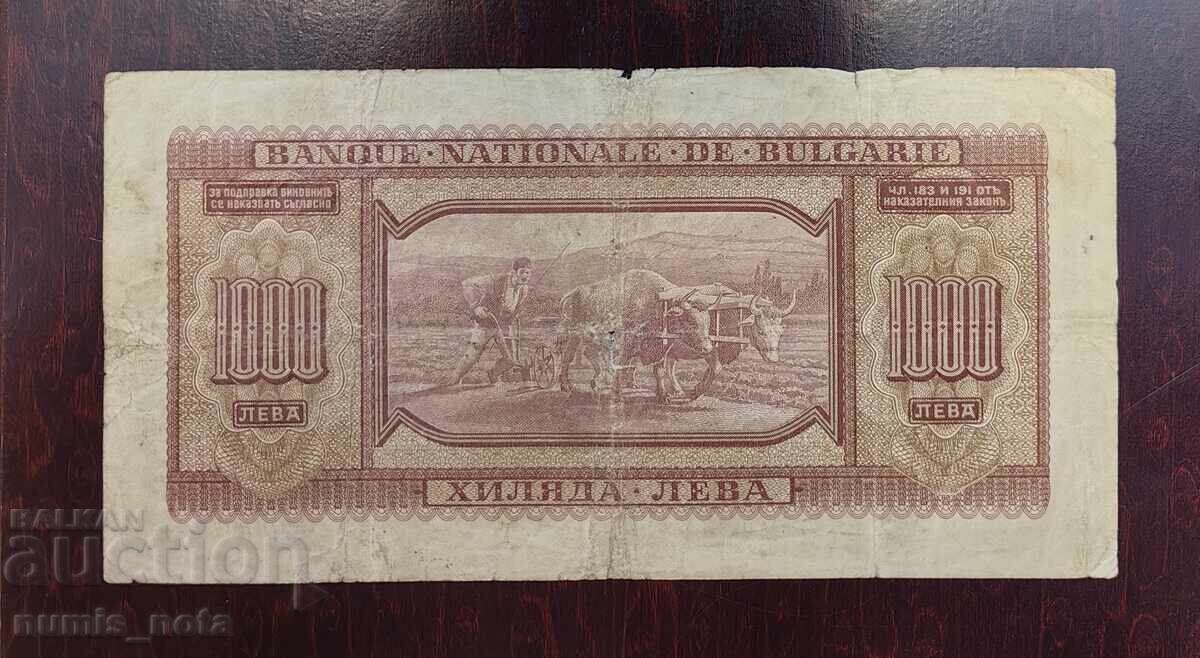 BANQUE · NATIONALE · DE · BULGARIE
ЗА ПОДПРАВКА ВИНОВНИТѢ
СЕ НАКАЗВАТЪ СЪГЛАСНО
ЧЛ. 183 И 191 ОТЪ
НАКАЗАТЕЛНИЯ ЗАКОНЪ
1000
ЛЕВА
1000
ЛЕВА
ХИЛЯДА · ЛЕВА
BALKAN
auction
numis_nota